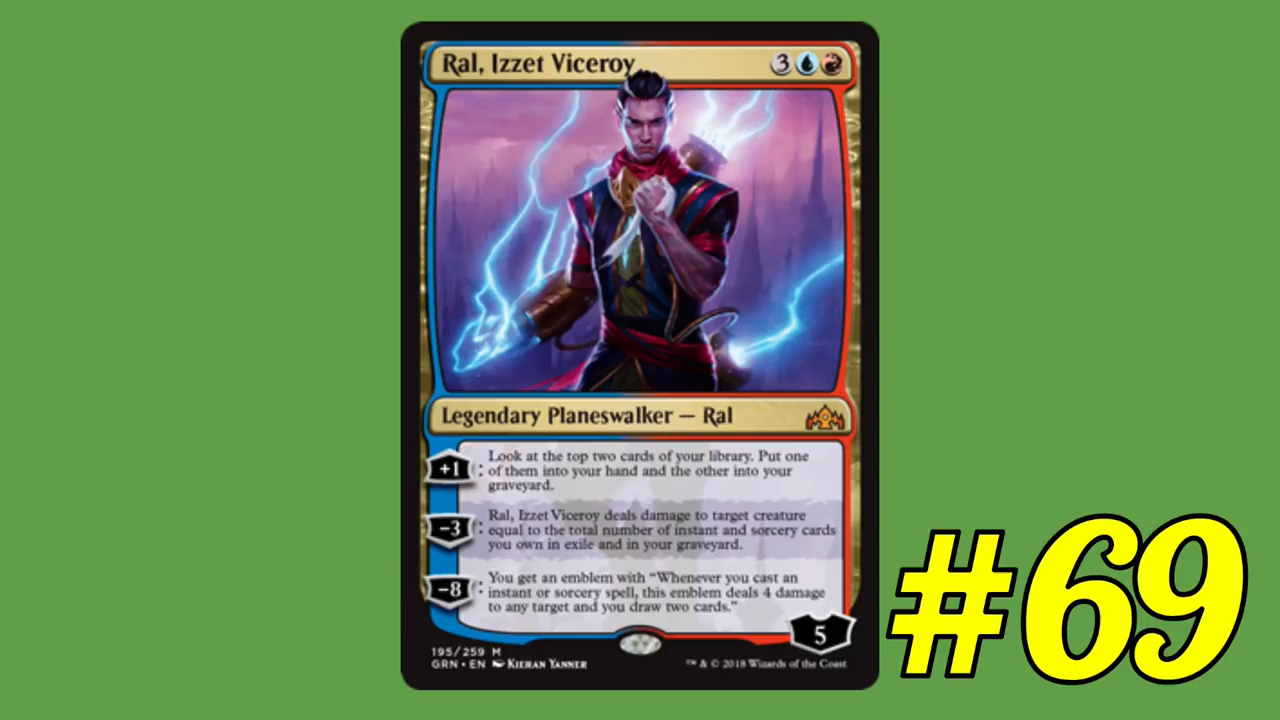 Ral, Izzet Viceroy 3
Legendary Planeswalker — Ral
+1 : Look at the top two cards of your library. Put one
of them into your hand and the other into your
graveyard.
-3 : Ral, Izzet Viceroy deals damage to target creature
equal to the total number of instant and sorcery cards
you own in exile and in your graveyard.
-8 : You get an emblem with “Whenever you cast an
instant or sorcery spell, this emblem deals 4 damage
to any target and you draw two cards.”
5
195/259 M
GRN • EN KIERAN YANNER
™ & © 2018 Wizards of the Coast
#69